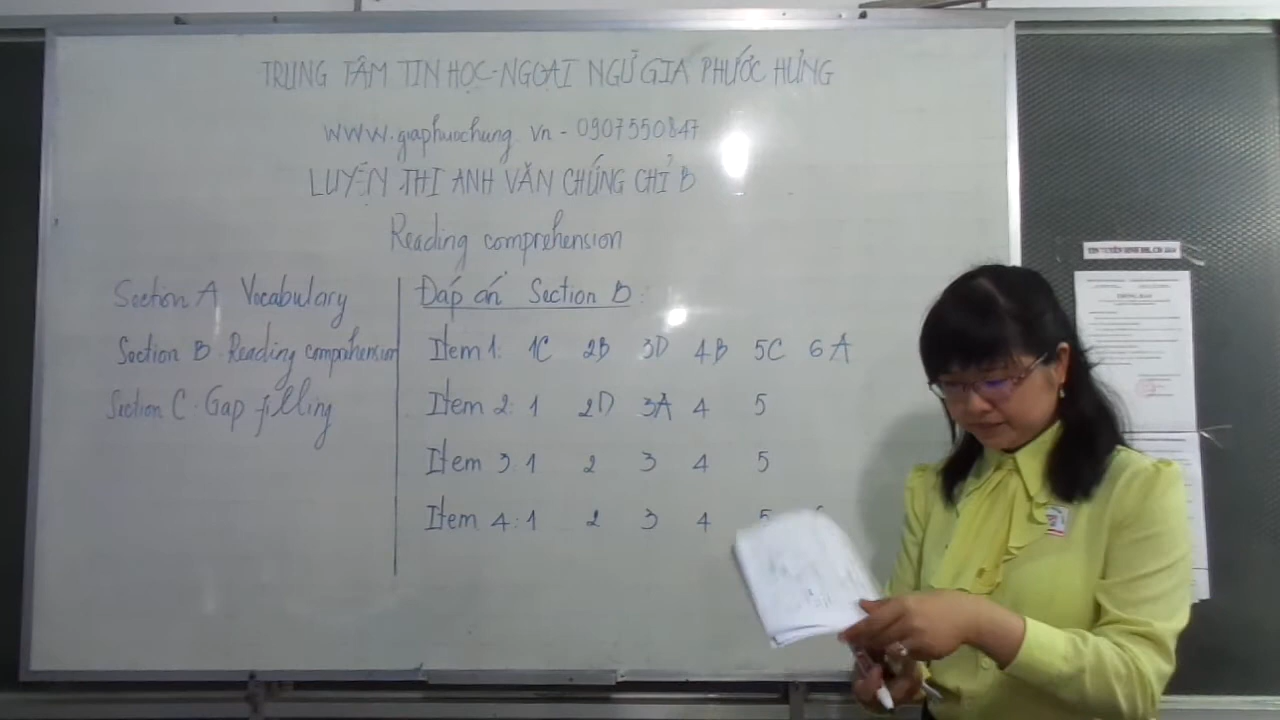 TRUNG TÂM TIN HỌC - NGOẠI NGỮ GIA PHƯỚC HƯNG
www.giaphuochung.vn - 0907550847
LUYỆN THI ANH VĂN CHỨNG CHỈ B
Reading comprehension
Section A Vocabulary
Section B. Reading comprehension
Section C. Gap filling
Đáp án Section B:
Item 1: 1C 2B 3D 4B 5C 6A
Item 2: 1 2D 3A 4 5
Item 3 1 2 3 4 5
Item 4: 1 2 3 4
THÔNG BÁO